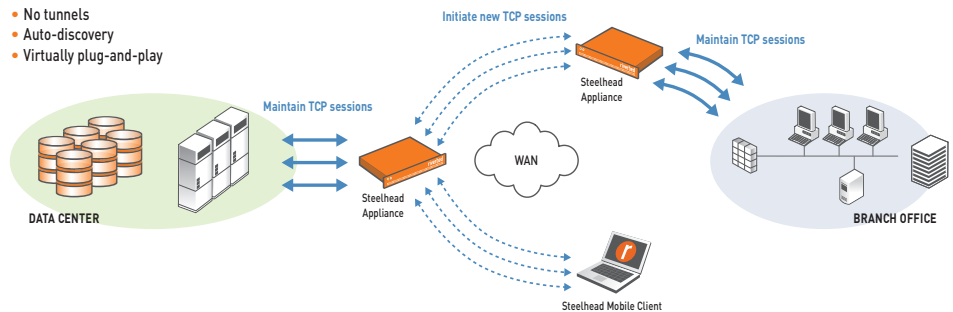 • No tunnels
• Auto-discovery
• Virtually plug-and-play
Initiate new TCP sessions
Maintain TCP sessions
Steelhead
Appliance
Maintain TCP sessions
WAN
Steelhead
Appliance
DATA CENTER
BRANCH OFFICE
Steelhead Mobile Client